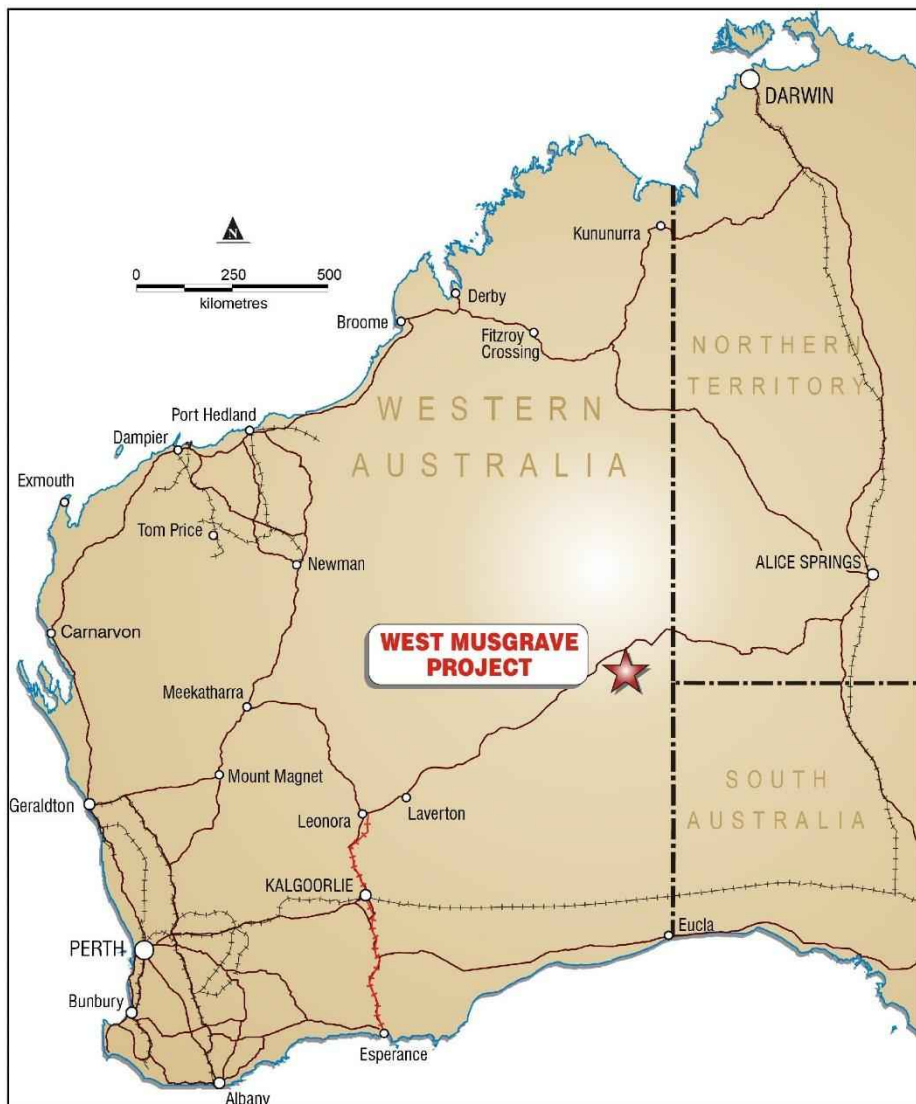 DARWIN
N
0 250 500
kilometres
Kununurra
Derby
Broome
Fitzroy
Crossing
NORTHERN
TERRITORY
WESTERN
AUSTRALIA
Port Hedland
Dampier
Exmouth
Tom Price
Newman
ALICE SPRINGS
Carnarvon
WEST MUSGRAVE
PROJECT
Meekatharra
Mount Magnet
SOUTH
AUSTRALIA
Geraldton
Leonora
Laverton
KALGOORLIE
Eucla
PERTH
Bunbury
Esperance
Albany